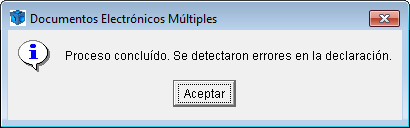 Documentos Electrónicos Múltiples
Proceso concluído. Se detectaron errores en la declaración.
Aceptar